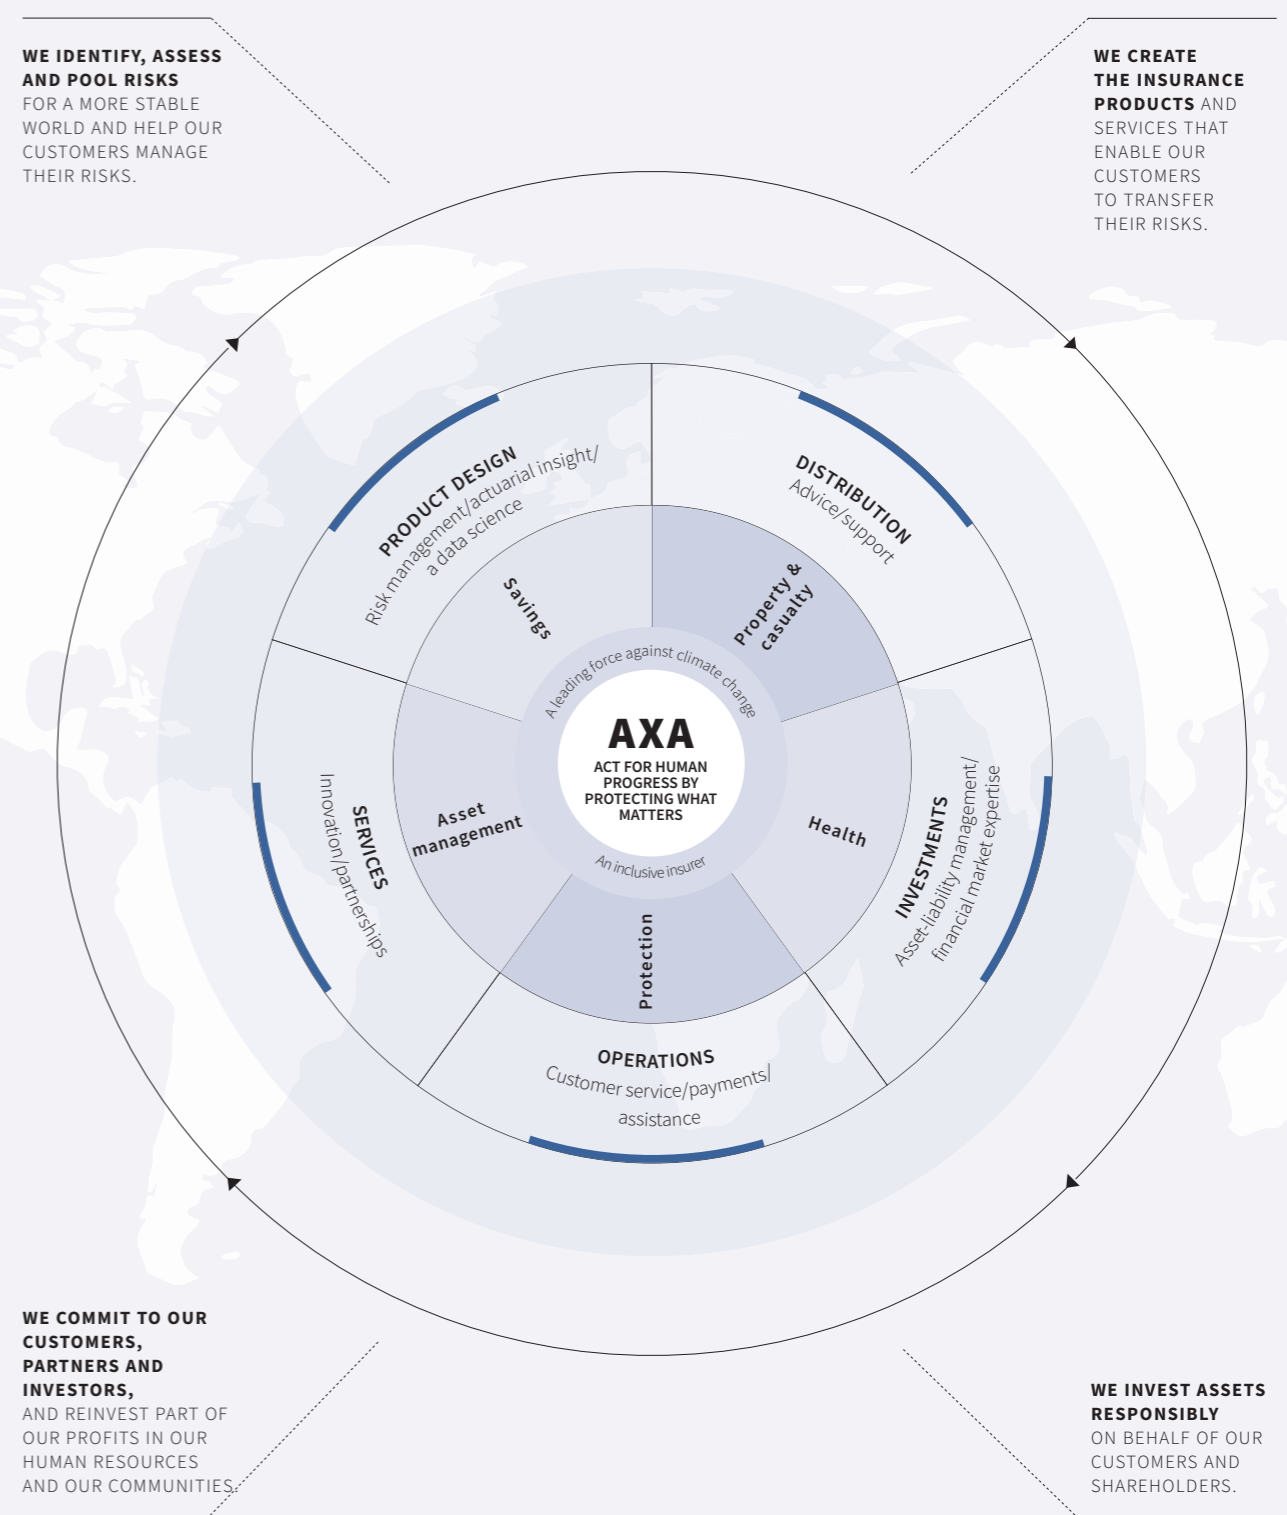 WE IDENTIFY, ASSESS
AND POOL RISKS
FOR A MORE STABLE
WORLD AND HELP OUR
CUSTOMERS MANAGE
THEIR RISKS.
WE CREATE
THE INSURANCE
PRODUCTS AND
SERVICES THAT
ENABLE OUR
CUSTOMERS
TO TRANSFER
THEIR RISKS.
PRODUCT DESIGN
Risk management/actuarial insight/
a data science
DISTRIBUTION
Advice/support
Savings
Property &
casualty
A leading force against climate change
AXA
ACT FOR HUMAN
PROGRESS BY
PROTECTING WHAT
MATTERS
An inclusive insurer
SERVICES
Innovation/partnerships
Asset
management
Health
INVESTMENTS
Asset-liability management/
financial market expertise
Protection
OPERATIONS
Customer service/payments/
assistance
WE COMMIT TO OUR
CUSTOMERS,
PARTNERS AND
INVESTORS,
AND REINVEST PART OF
OUR PROFITS IN OUR
HUMAN RESOURCES
AND OUR COMMUNITIES.
WE INVEST ASSETS
RESPONSIBLY
ON BEHALF OF OUR
CUSTOMERS AND
SHAREHOLDERS.